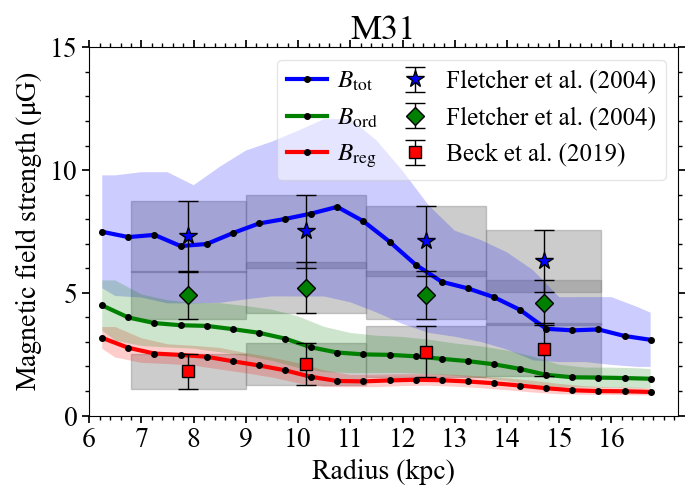 M31
Magnetic field strength (μG)
15
10
5
0
B_tot
B_ord
B_reg
Fletcher et al. (2004)
Fletcher et al. (2004)
Beck et al. (2019)
6 7 8 9 10 11 12 13 14 15 16
Radius (kpc)